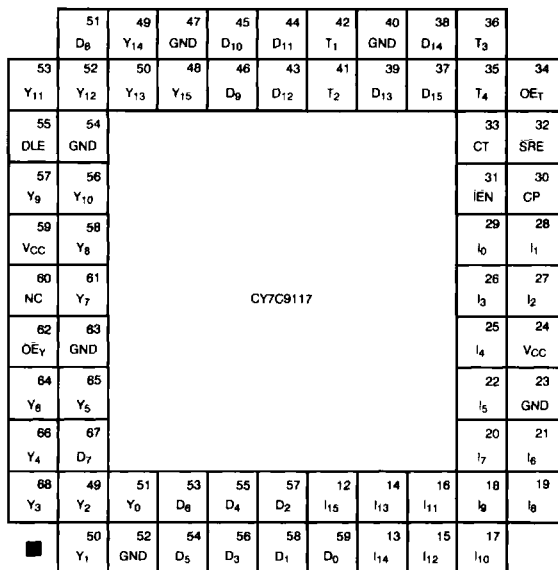 51 49 47 45 44 42 40 38 36
D8 Y14 GND D10 D11 T1 GND D14 T3
53 52 50 48 46 43 41 39 37 35 34
Y11 Y12 Y13 Y15 D9 D12 T2 D13 D15 T4 OET
55 54 33 32
DLE GND CT SRE
57 56 31 30
Y9 Y10 IEN CP
59 58 29 28
VCC Y8 I0 I1
60 61 26 27
NC Y7 CY7C9117 I3 I2
62 63 25 24
OEY GND I4 VCC
64 65 22 23
Y6 Y5 I5 GND
66 67 20 21
Y4 D7 I7 I6
68 49 51 53 55 57 12 14 16 18 19
Y3 Y2 Y0 D6 D4 D2 I15 I13 I11 I9 I8
50 52 54 56 58 59 13 15 17
Y1 GND D5 D3 D1 D0 I14 I12 I10